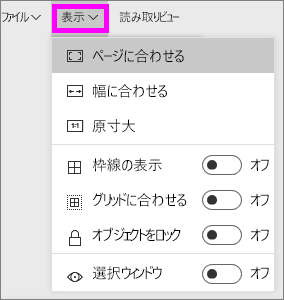 ファイル 表示 読み取りビュー
ページに合わせる
幅に合わせる
1:1 原寸大
枠線の表示 オフ
グリッドに合わせる オフ
オブジェクトをロック オフ
選択ウィンドウ オフ